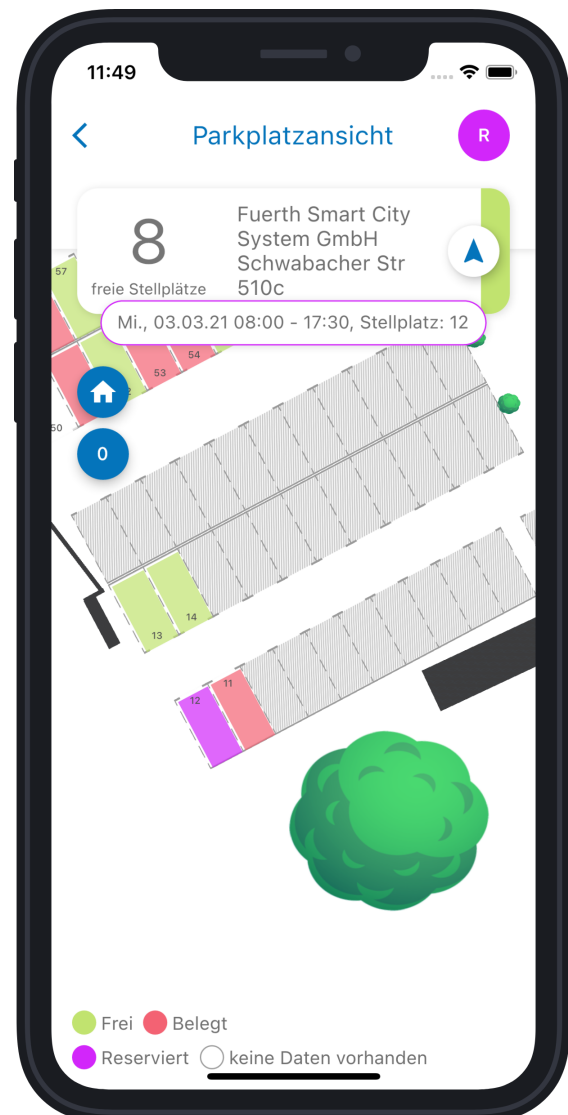 11:49
Parkplatzansicht
R
8
freie Stellplätze
Fuerth Smart City
System GmbH
Schwabacher Str
510c
Mi., 03.03.21 08:00 - 17:30, Stellplatz: 12
57
54
53
50
0
14
13
11
12
Frei
Belegt
Reserviert
keine Daten vorhanden